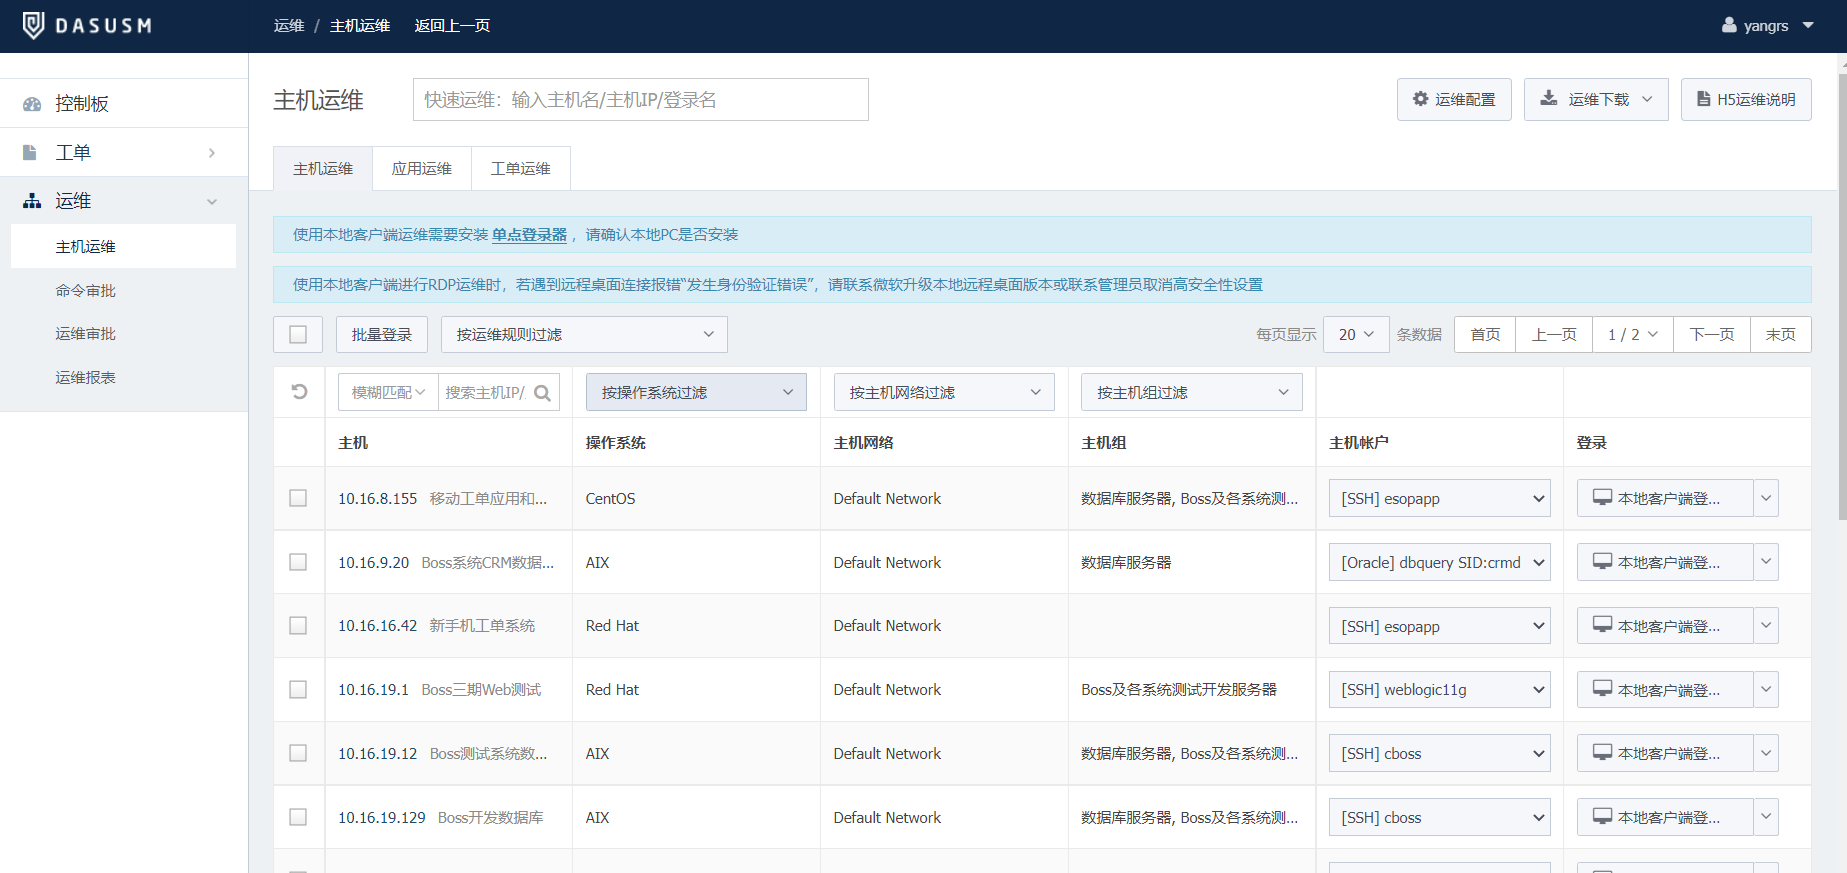 DASUSM
运维 / 主机运维 返回上一页
yangrs
控制板
工单
运维
主机运维
命令审批
运维审批
运维报表
主机运维
快速运维：输入主机名/主机IP/登录名
运维配置
运维下载
H5运维说明
主机运维 应用运维 工单运维
使用本地客户端运维需要安装 单点登录器 ，请确认本地PC是否安装
使用本地客户端进行RDP运维时，若遇到远程桌面连接报错“发生身份验证错误”，请联系微软升级本地远程桌面版本或联系管理员取消高安全性设置
批量登录 按运维规则过滤 每页显示 20 条数据 首页 上一页 1 / 2 下一页 末页
模糊匹配 搜索主机IP/ 按操作系统过滤 按主机网络过滤 按主机组过滤
主机 操作系统 主机网络 主机组 主机帐户 登录
10.16.8.155 移动工单应用和... CentOS Default Network 数据库服务器, Boss及各系统测... [SSH] esopapp 本地客户端登...
10.16.9.20 Boss系统CRM数据... AIX Default Network 数据库服务器 [Oracle] dbquery SID:crmd 本地客户端登...
10.16.16.42 新手机工单系统 Red Hat Default Network [SSH] esopapp 本地客户端登...
10.16.19.1 Boss三期Web测试 Red Hat Default Network Boss及各系统测试开发服务器 [SSH] weblogic11g 本地客户端登...
10.16.19.12 Boss测试系统数... AIX Default Network 数据库服务器, Boss及各系统测... [SSH] cboss 本地客户端登...
10.16.19.129 Boss开发数据库 AIX Default Network 数据库服务器, Boss及各系统测... [SSH] cboss 本地客户端登...